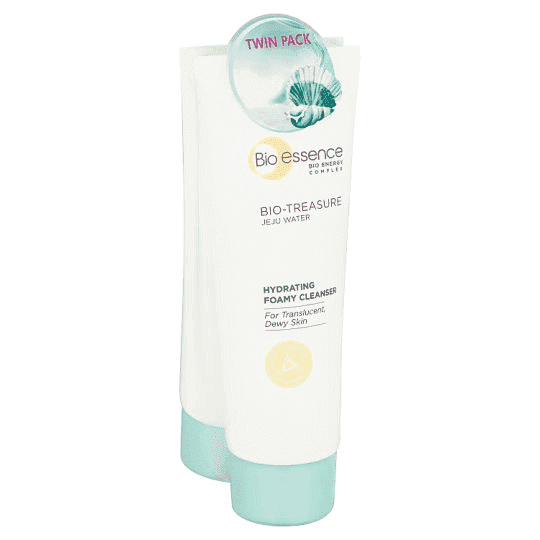 TWIN PACK
Bio essence
BIO ENERGY
COMPLEX
BIO-TREASURE
JEJU WATER
HYDRATING
FOAMY CLEANSER
For Translucent,
Dewy Skin